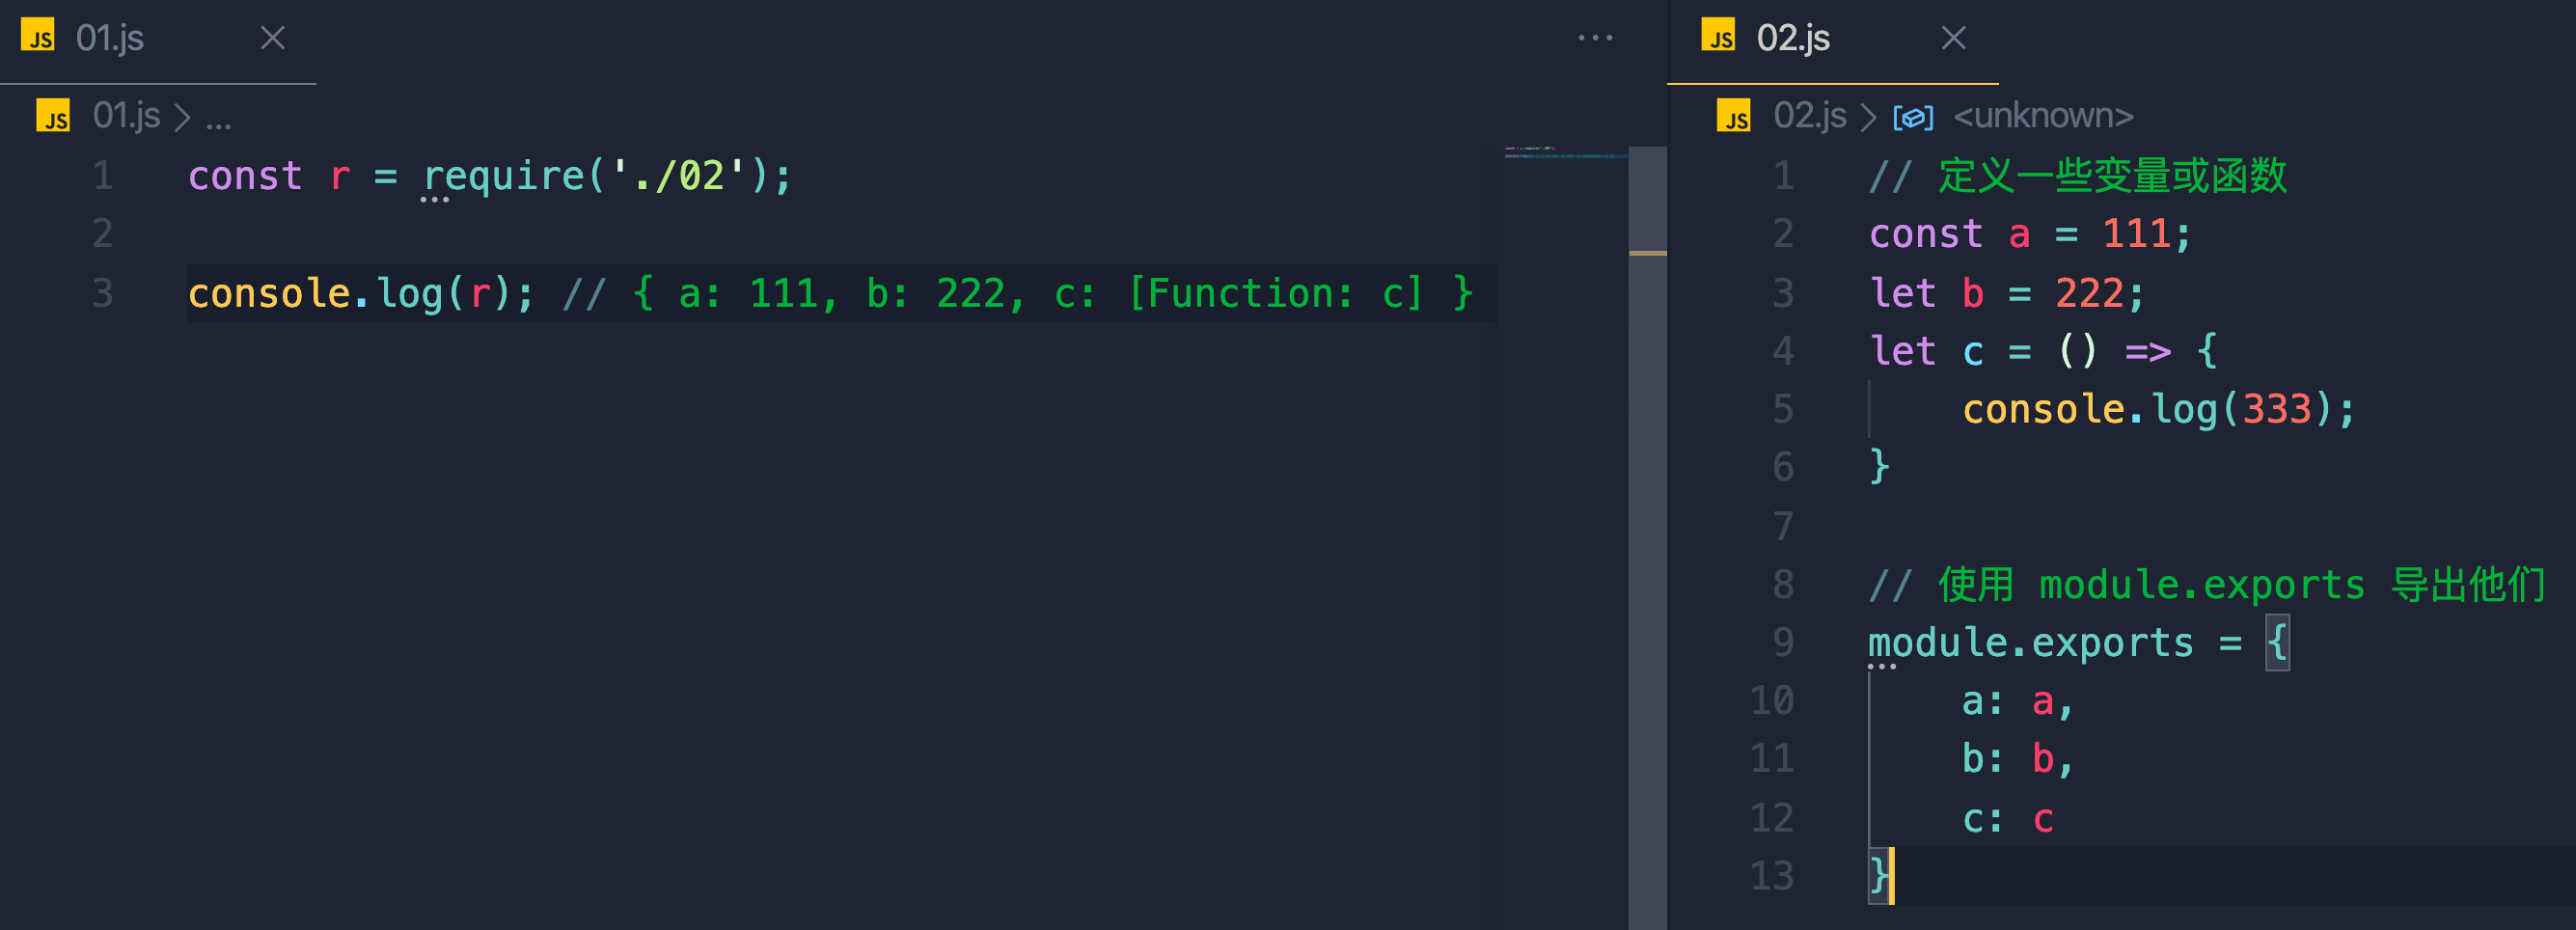 JS 01.js
JS 01.js > ...
1 const r = require('./02');
2
3 console.log(r); // { a: 111, b: 222, c: [Function: c] }
JS 02.js
JS 02.js > <unknown>
1 // 定义一些变量或函数
2 const a = 111;
3 let b = 222;
4 let c = () => {
5     console.log(333);
6 }
7
8 // 使用 module.exports 导出他们
9 module.exports = {
10     a: a,
11     b: b,
12     c: c
13 }